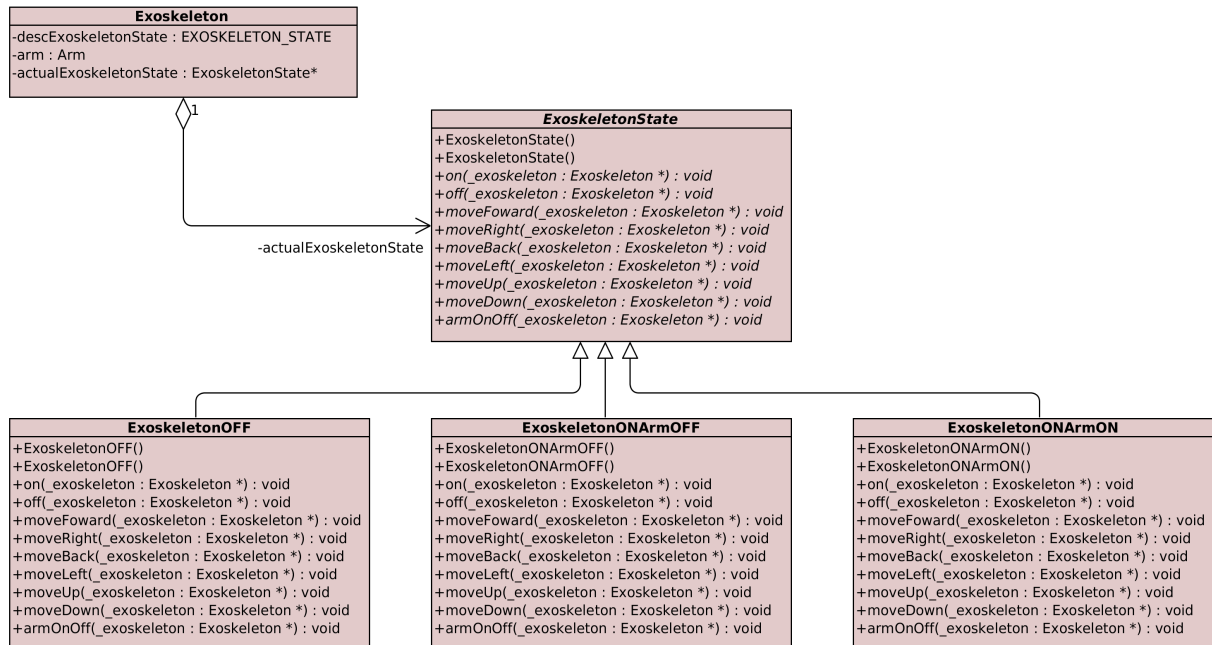 Exoskeleton
-descExoskeletonState : EXOSKELETON_STATE
-arm : Arm
-actualExoskeletonState : ExoskeletonState*
1
-actualExoskeletonState
ExoskeletonState
+ExoskeletonState()
+ExoskeletonState()
+on(_exoskeleton : Exoskeleton *) : void
+off(_exoskeleton : Exoskeleton *) : void
+moveFoward(_exoskeleton : Exoskeleton *) : void
+moveRight(_exoskeleton : Exoskeleton *) : void
+moveBack(_exoskeleton : Exoskeleton *) : void
+moveLeft(_exoskeleton : Exoskeleton *) : void
+moveUp(_exoskeleton : Exoskeleton *) : void
+moveDown(_exoskeleton : Exoskeleton *) : void
+armOnOff(_exoskeleton : Exoskeleton *) : void
ExoskeletonOFF
+ExoskeletonOFF()
+ExoskeletonOFF()
+on(_exoskeleton : Exoskeleton *) : void
+off(_exoskeleton : Exoskeleton *) : void
+moveFoward(_exoskeleton : Exoskeleton *) : void
+moveRight(_exoskeleton : Exoskeleton *) : void
+moveBack(_exoskeleton : Exoskeleton *) : void
+moveLeft(_exoskeleton : Exoskeleton *) : void
+moveUp(_exoskeleton : Exoskeleton *) : void
+moveDown(_exoskeleton : Exoskeleton *) : void
+armOnOff(_exoskeleton : Exoskeleton *) : void
ExoskeletonONArmOFF
+ExoskeletonONArmOFF()
+ExoskeletonONArmOFF()
+on(_exoskeleton : Exoskeleton *) : void
+off(_exoskeleton : Exoskeleton *) : void
+moveFoward(_exoskeleton : Exoskeleton *) : void
+moveRight(_exoskeleton : Exoskeleton *) : void
+moveBack(_exoskeleton : Exoskeleton *) : void
+moveLeft(_exoskeleton : Exoskeleton *) : void
+moveUp(_exoskeleton : Exoskeleton *) : void
+moveDown(_exoskeleton : Exoskeleton *) : void
+armOnOff(_exoskeleton : Exoskeleton *) : void
ExoskeletonONArmON
+ExoskeletonONArmON()
+ExoskeletonONArmON()
+on(_exoskeleton : Exoskeleton *) : void
+off(_exoskeleton : Exoskeleton *) : void
+moveFoward(_exoskeleton : Exoskeleton *) : void
+moveRight(_exoskeleton : Exoskeleton *) : void
+moveBack(_exoskeleton : Exoskeleton *) : void
+moveLeft(_exoskeleton : Exoskeleton *) : void
+moveUp(_exoskeleton : Exoskeleton *) : void
+moveDown(_exoskeleton : Exoskeleton *) : void
+armOnOff(_exoskeleton : Exoskeleton *) : void